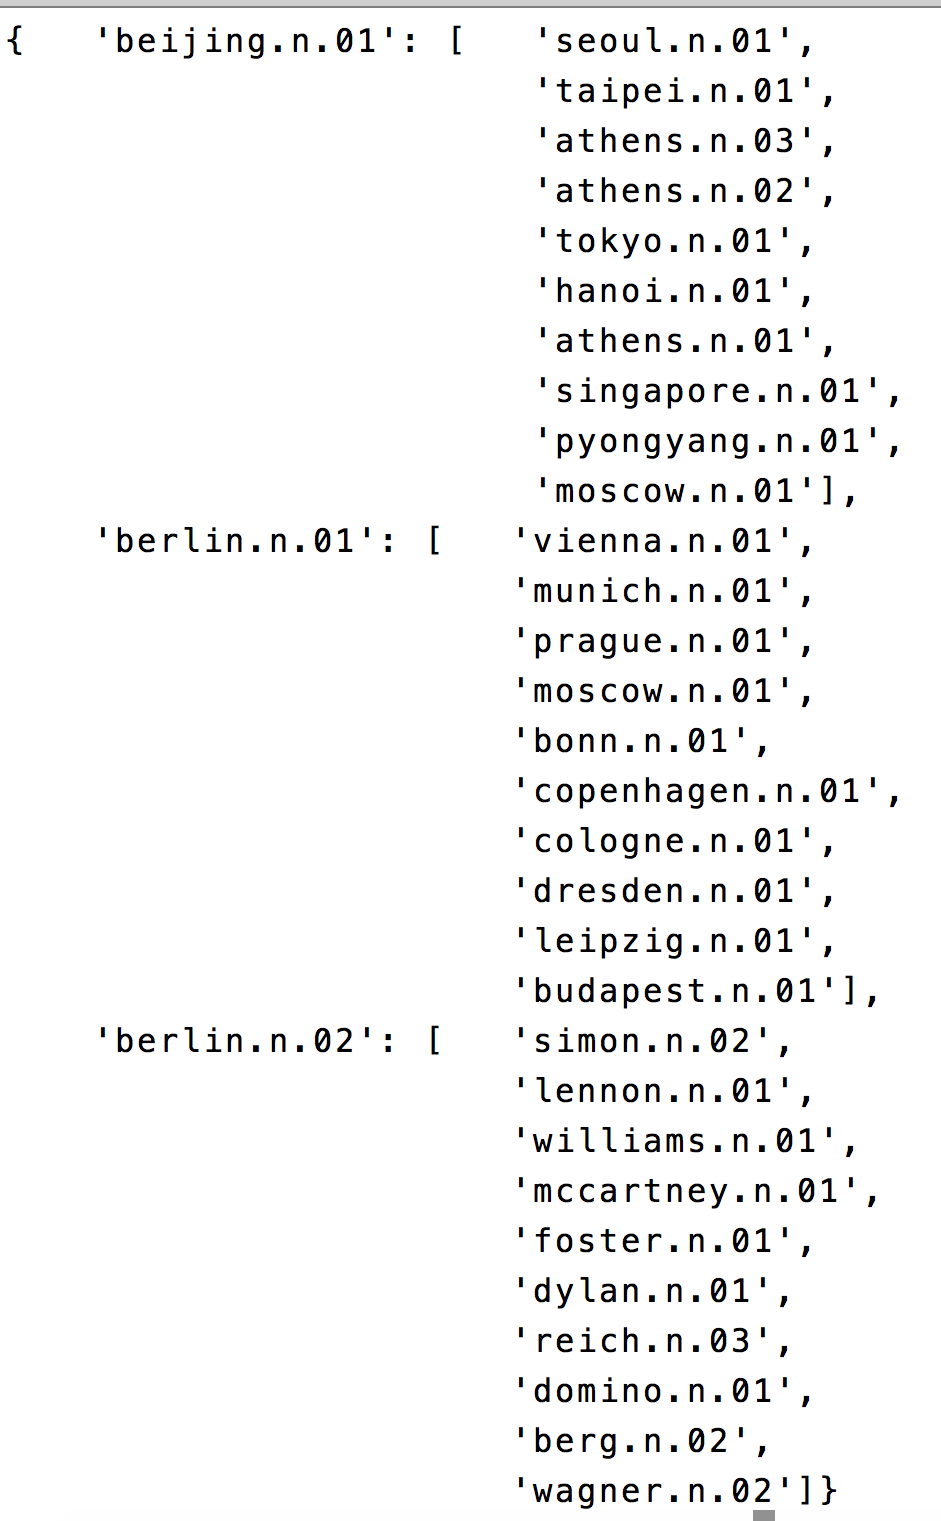 {   'beijing.n.01': [   'seoul.n.01',
                        'taipei.n.01',
                        'athens.n.03',
                        'athens.n.02',
                        'tokyo.n.01',
                        'hanoi.n.01',
                        'athens.n.01',
                        'singapore.n.01',
                        'pyongyang.n.01',
                        'moscow.n.01'],
    'berlin.n.01': [   'vienna.n.01',
                       'munich.n.01',
                       'prague.n.01',
                       'moscow.n.01',
                       'bonn.n.01',
                       'copenhagen.n.01',
                       'cologne.n.01',
                       'dresden.n.01',
                       'leipzig.n.01',
                       'budapest.n.01'],
    'berlin.n.02': [   'simon.n.02',
                       'lennon.n.01',
                       'williams.n.01',
                       'mccartney.n.01',
                       'foster.n.01',
                       'dylan.n.01',
                       'reich.n.03',
                       'domino.n.01',
                       'berg.n.02',
                       'wagner.n.02']}